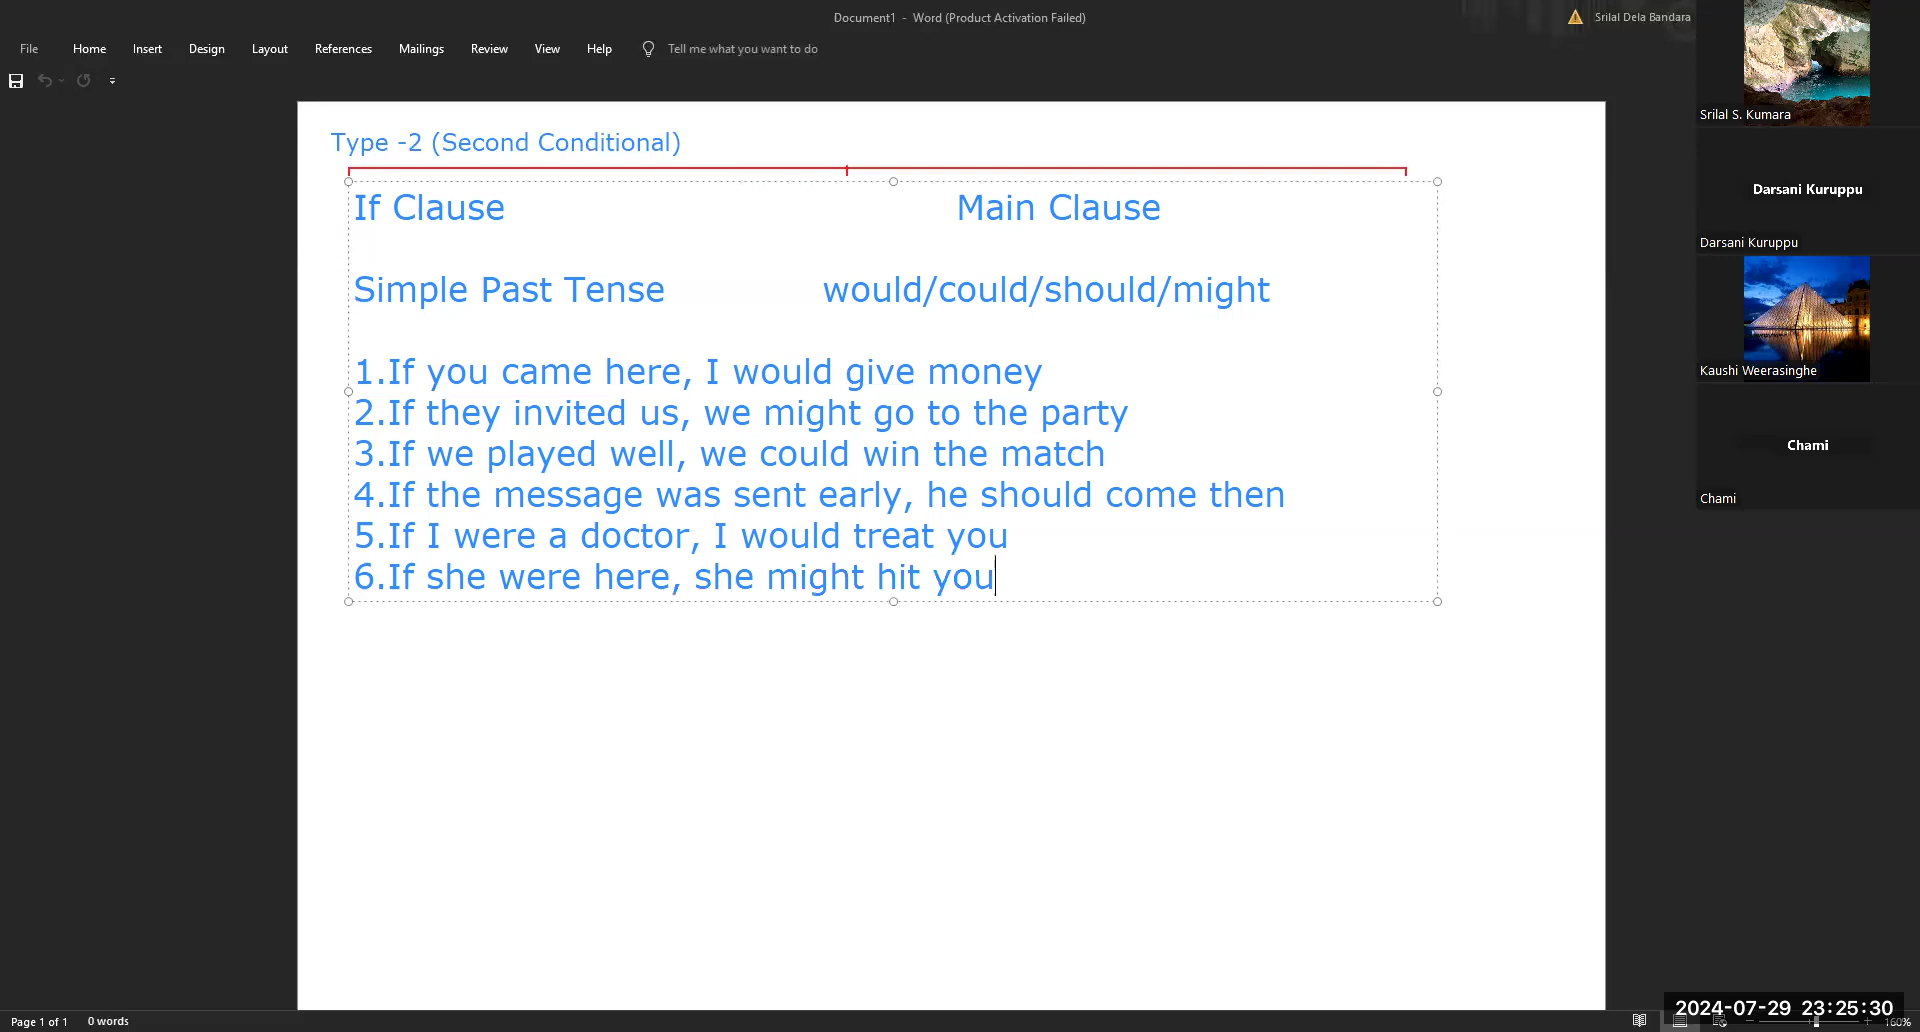 Document1 - Word (Product Activation Failed)
Srilal Dela Bandara
File Home Insert Design Layout References Mailings Review View Help Tell me what you want to do
Srilal S. Kumara
Darsani Kuruppu
Darsani Kuruppu
Kaushi Weerasinghe
Chami
Chami
Type -2 (Second Conditional)
If Clause Main Clause
Simple Past Tense would/could/should/might
1.If you came here, I would give money
2.If they invited us, we might go to the party
3.If we played well, we could win the match
4.If the message was sent early, he should come then
5.If I were a doctor, I would treat you
6.If she were here, she might hit you
Page 1 of 1 0 words
2024-07-29 23:25:30
160%